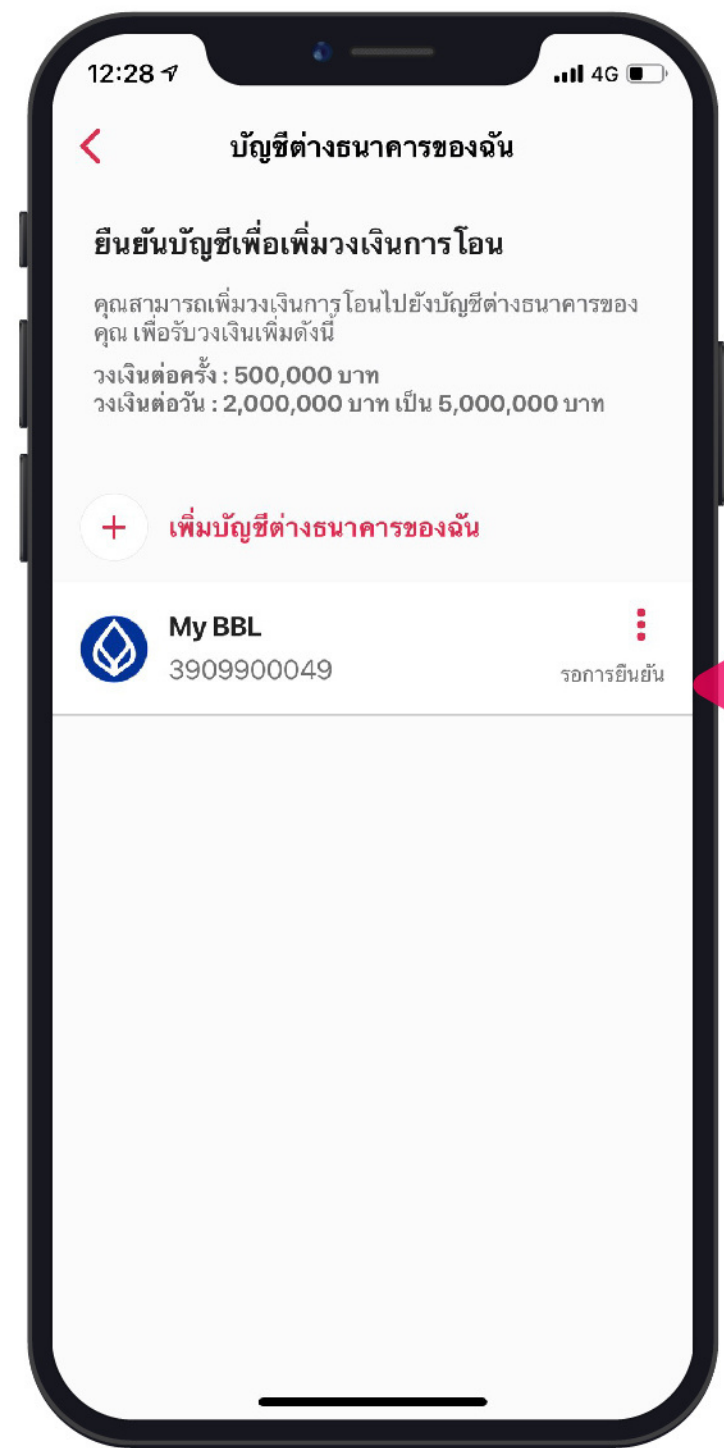 12:28 4G
บัญชีต่างธนาคารของฉัน
ยืนยันบัญชีเพื่อเพิ่มวงเงินการโอน
คุณสามารถเพิ่มวงเงินการโอนไปยังบัญชีต่างธนาคารของ
คุณ เพื่อรับวงเงินเพิ่มดังนี้
วงเงินต่อครั้ง : 500,000 บาท
วงเงินต่อวัน : 2,000,000 บาท เป็น 5,000,000 บาท
+ เพิ่มบัญชีต่างธนาคารของฉัน
My BBL
3909900049 รอการยืนยัน